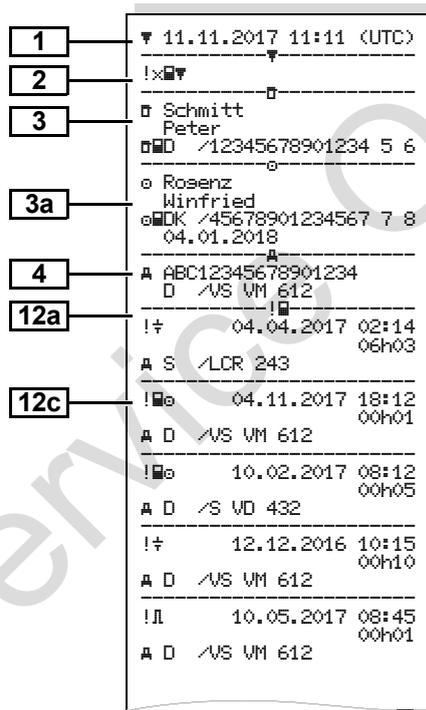 1
▼ 11.11.2017 11:11 (UTC)
2
!x▼
3
Schmitt
Peter
D /12345678901234 5 6
3a
Rogenz
Winfried
DK /45678901234567 7 8
04.01.2018
4
A ABC12345678901234
D /VS VM 612
12a
!÷ 04.04.2017 02:14
06h03
A S /LCR 243
12c
! 04.11.2017 18:12
00h01
A D /VS VM 612
! 10.02.2017 08:12
00h05
A D /S VD 432
!÷ 12.12.2016 10:15
00h10
A D /VS VM 612
! 10.05.2017 08:45
00h01
A D /VS VM 612
ervice